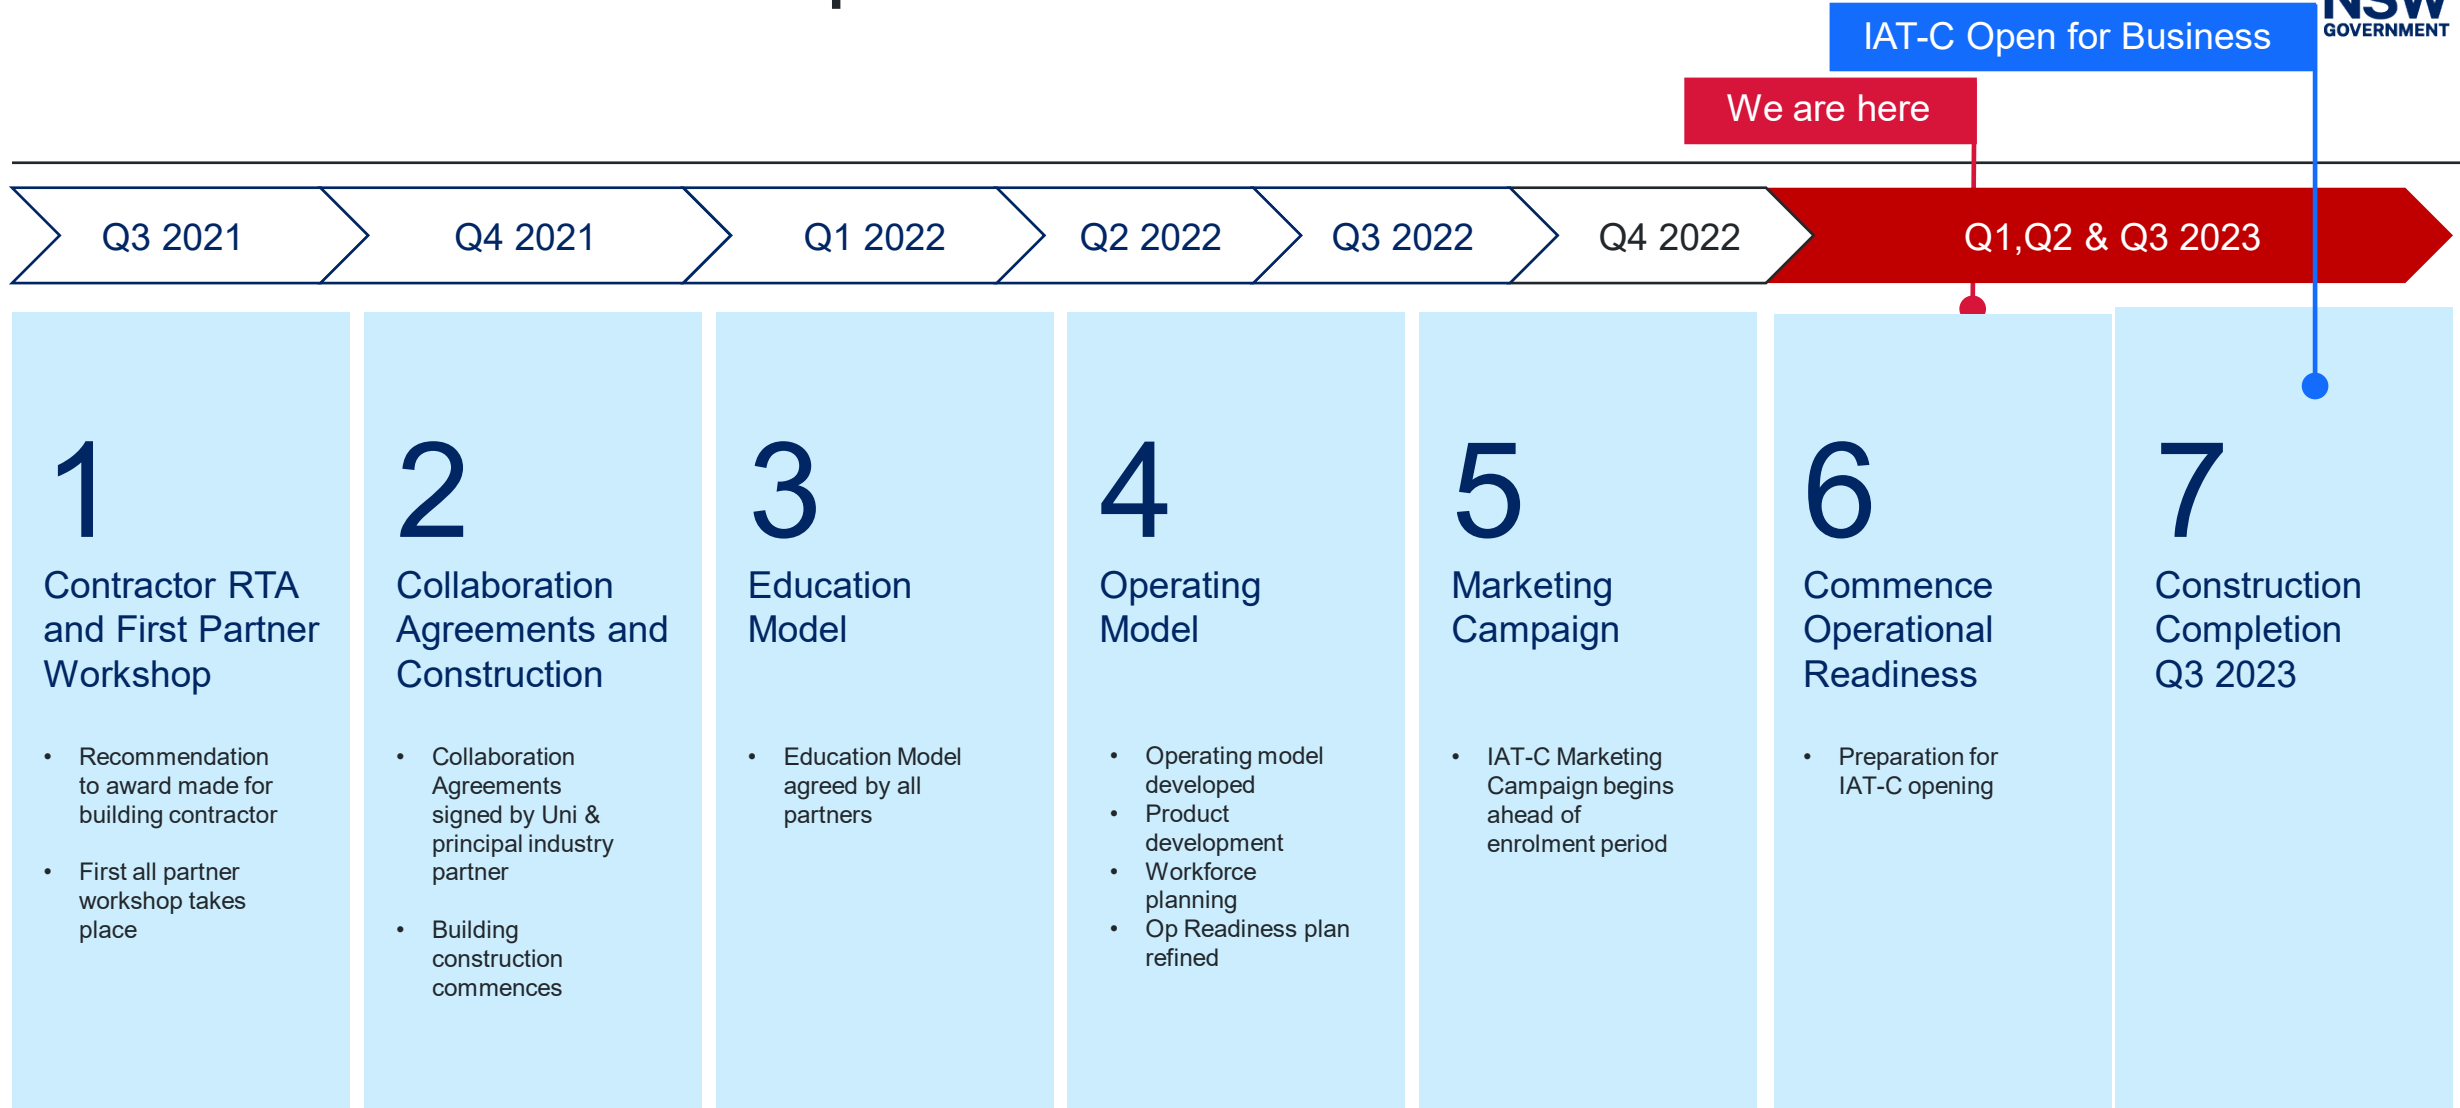 NSW
GOVERNMENT
IAT-C Open for Business
We are here
Q3 2021
Q4 2021
Q1 2022
Q2 2022
Q3 2022
Q4 2022
Q1,Q2 & Q3 2023
1
Contractor RTA
and First Partner
Workshop
• Recommendation
to award made for
building contractor
• First all partner
workshop takes
place
2
Collaboration
Agreements and
Construction
• Collaboration
Agreements
signed by Uni &
principal industry
partner
• Building
construction
commences
3
Education
Model
• Education Model
agreed by all
partners
4
Operating
Model
• Operating model
developed
• Product
development
• Workforce
planning
• Op Readiness plan
refined
5
Marketing
Campaign
• IAT-C Marketing
Campaign begins
ahead of
enrolment period
6
Commence
Operational
Readiness
• Preparation for
IAT-C opening
7
Construction
Completion
Q3 2023